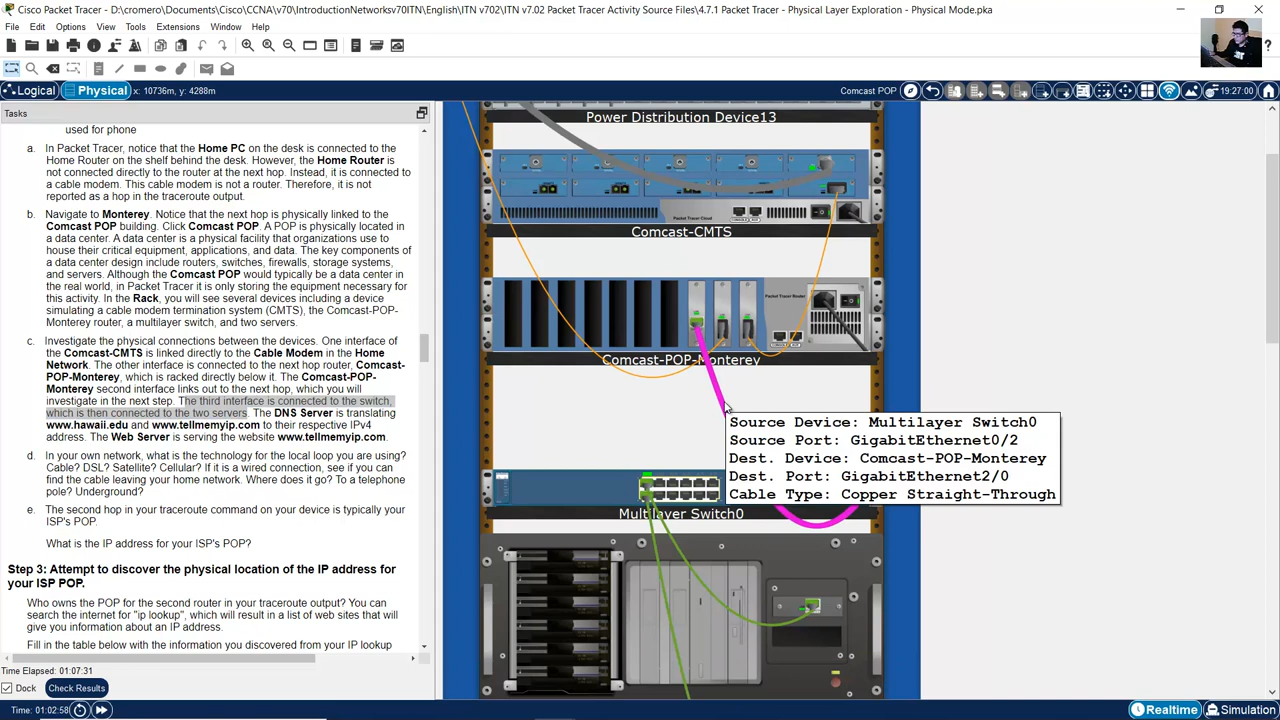 Cisco Packet Tracer - D:\cromero\Documents\Cisco\CCNA\v70\IntroductionNetworksv70ITN\English\ITN v702\ITN v7.02 Packet Tracer Activity Source Files\4.7.1 Packet Tracer - Physical Layer Exploration - Physical Mode.pka
File Edit Options View Tools Extensions Window Help
Logical Physical x: 10736m, y: 4288m Comcast POP 19:27:00
Tasks
used for phone
a. In Packet Tracer, notice that the Home PC on the desk is connected to the
Home Router on the shelf behind the desk. However, the Home Router is
not connected directly to the router at the next hop. Instead, it is connected
to a cable modem. This cable modem is not a router. Therefore, it is not
reported as a hop in the traceroute output.
b. Navigate to Monterey. Notice that the next hop is physically linked to the
Comcast POP building. Click Comcast POP. A POP is physically located in
a data center. A data center is a physical facility that organizations use to
house their critical equipment, applications, and data. The key components of
a data center design include routers, switches, firewalls, storage systems,
and servers. Although the Comcast POP would typically be a data center in
the real world, in Packet Tracer it is only storing the equipment necessary for
this activity. In the Rack, you will see several devices including a device
simulating a cable modem termination system (CMTS), the Comcast-POP-
Monterey router, a multilayer switch, and two servers.
c. Investigate the physical connections between the devices. One interface of
the Comcast-CMTS is linked directly to the Cable Modem in the Home
Network. The other interface is connected to the next hop router, Comcast-
POP-Monterey, which is racked directly below it. The Comcast-POP-
Monterey second interface links out to the next hop, which you will
investigate in the next step. The third interface is connected to the switch,
which is then connected to the two servers. The DNS Server is translating
www.hawaii.edu and www.tellmemyip.com to their respective IPv4
address. The Web Server is serving the website www.tellmemyip.com.
d. In your own network, what is the technology for the local loop you are using?
Cable? DSL? Satellite? Cellular? If it is a wired connection, see if you can
find the cable leaving your home network. Where does it go? To a telephone
pole? Underground?
e. The second hop in your traceroute command on your device is typically your
ISP's POP.
What is the IP address for your ISP's POP?
Step 3: Attempt to discover the physical location of the IP address for
your ISP POP.
Who owns the POP for the second router in your traceroute output? You can
search the internet for "ip lookup", which will result in a list of web sites that will
give you information about an IP address.
Fill in the table below with the information you discovered from your IP lookup
Time Elapsed: 01:07:31
Dock Check Results
Time: 01:02:58
Power Distribution Device13
Packet Tracer Cloud
Comcast-CMTS
Packet Tracer Router
Comcast-POP-Monterey
Source Device: Multilayer Switch0
Source Port: GigabitEthernet0/2
Dest. Device: Comcast-POP-Monterey
Dest. Port: GigabitEthernet2/0
Cable Type: Copper Straight-Through
Multilayer Switch0
Realtime Simulation